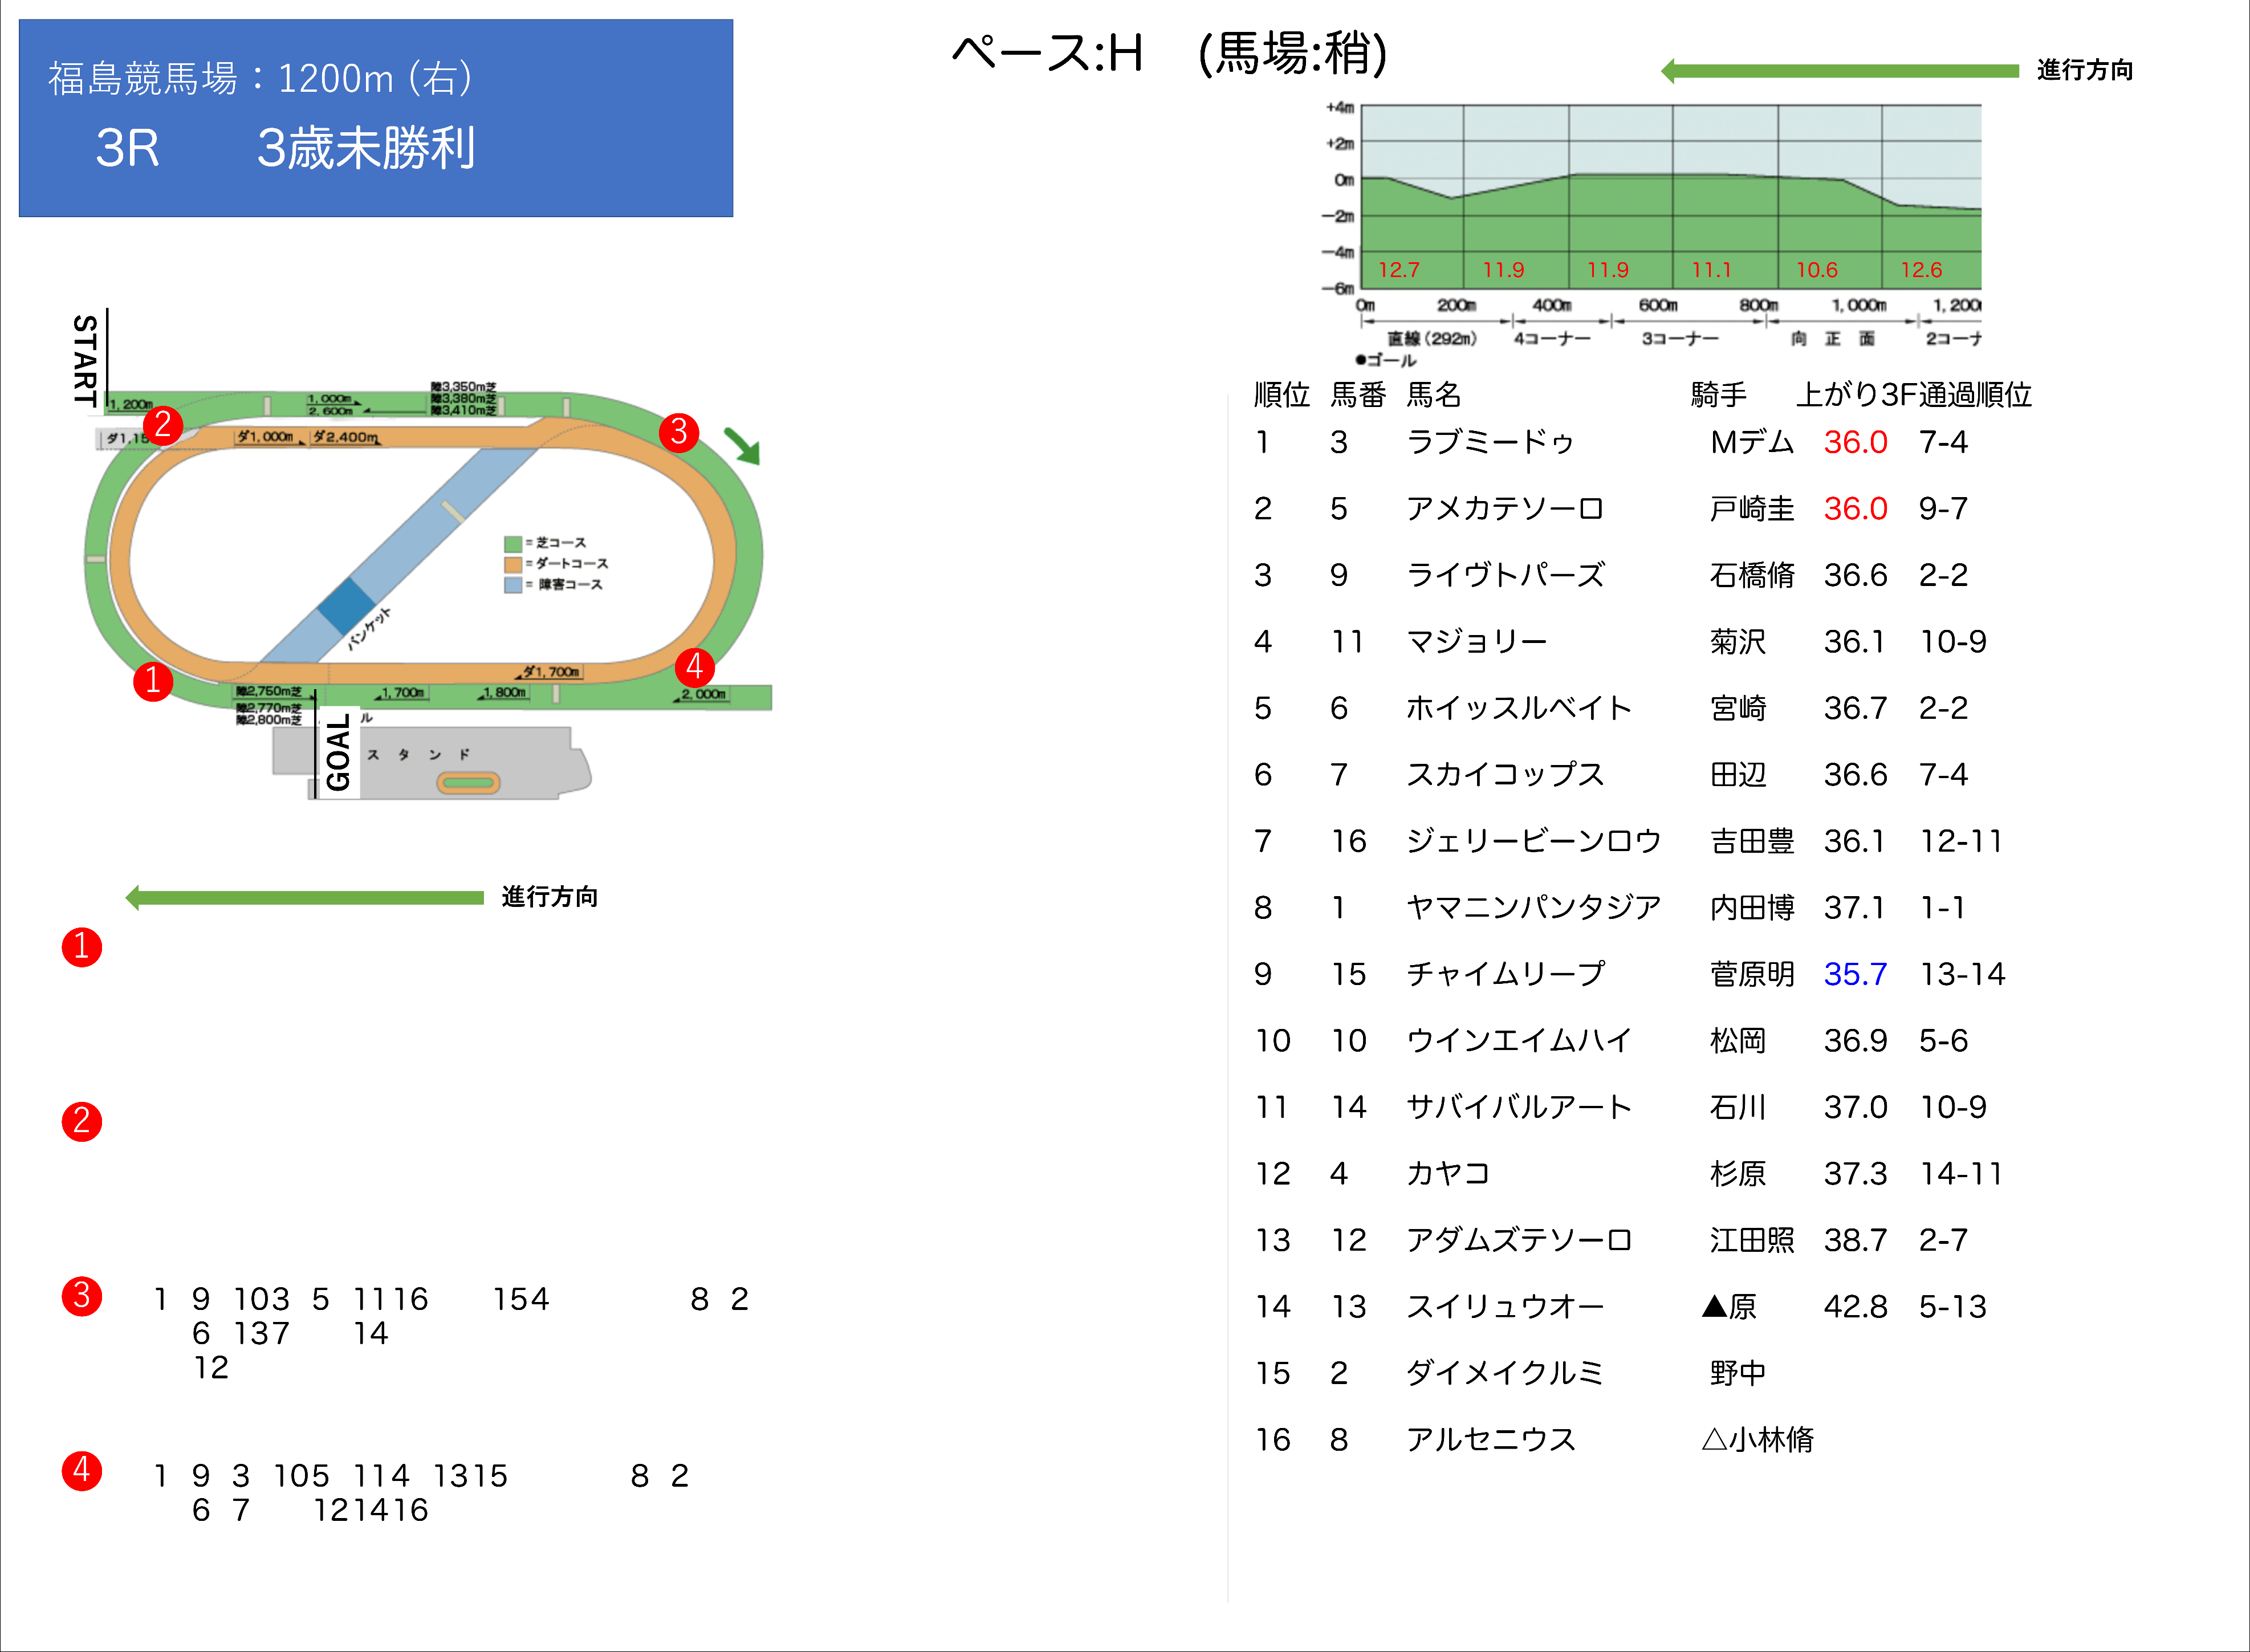 福島競馬場：1200m (右)
3R 3歳未勝利
ペース:H (馬場:稍)
進行方向
+4m
+2m
0m
−2m
−4m
−6m
12.7 11.9 11.9 11.1 10.6 12.6
0m 200m 400m 600m 800m 1,000m 1,200
直線(292m) 4コーナー 3コーナー 向正面 2コーナ
●ゴール
START
1,200m
2
1,000m
2,600m
障3,350m芝
障3,380m芝
障3,410m芝
3
ダ1,15
ダ1,000m
ダ2,400m
=芝コース
=ダートコース
=障害コース
バンケット
1
4
ダ1,700m
障2,750m芝
障2,770m芝
障2,800m芝
1,700m
1,800m
2,000m
ル
GOAL
スタンド
進行方向
1
2
3 1 9 103 5 1116 154 8 2
6 137 14
12
4 1 9 3 105 114 1315 8 2
6 7 121416
順位 馬番 馬名 騎手 上がり3F通過順位
1 3 ラブミードゥ Mデム 36.0 7-4
2 5 アメカテソーロ 戸崎圭 36.0 9-7
3 9 ライヴトパーズ 石橋脩 36.6 2-2
4 11 マジョリー 菊沢 36.1 10-9
5 6 ホイッスルベイト 宮崎 36.7 2-2
6 7 スカイコップス 田辺 36.6 7-4
7 16 ジェリービーンロウ 吉田豊 36.1 12-11
8 1 ヤマニンパンタジア 内田博 37.1 1-1
9 15 チャイムリープ 菅原明 35.7 13-14
10 10 ウインエイムハイ 松岡 36.9 5-6
11 14 サバイバルアート 石川 37.0 10-9
12 4 カヤコ 杉原 37.3 14-11
13 12 アダムズテソーロ 江田照 38.7 2-7
14 13 スイリュウオー ▲原 42.8 5-13
15 2 ダイメイクルミ 野中
16 8 アルセニウス △小林脩